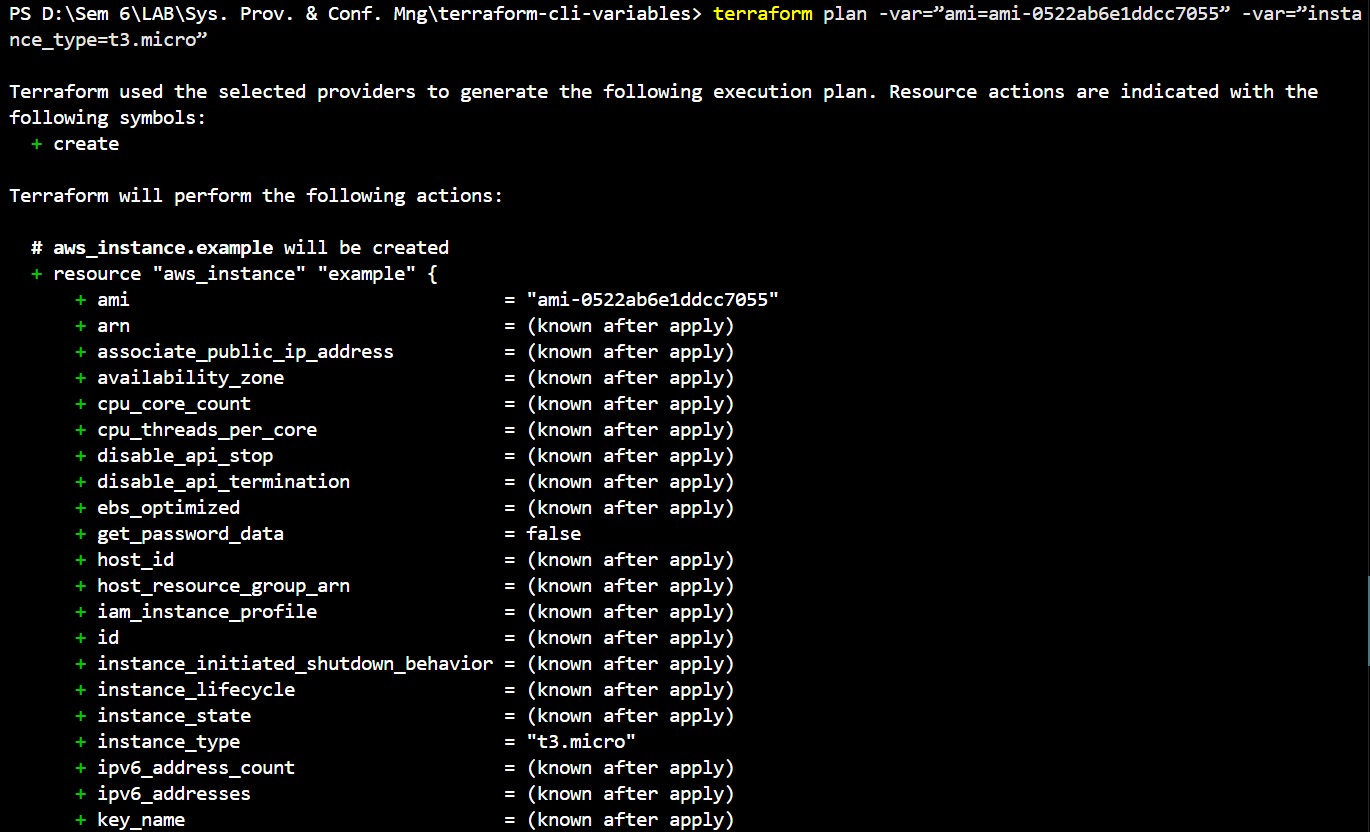 PS D:\Sem 6\LAB\Sys. Prov. & Conf. Mng\terraform-cli-variables> terraform plan -var=”ami=ami-0522ab6e1ddcc7055” -var=”insta
nce_type=t3.micro”
Terraform used the selected providers to generate the following execution plan. Resource actions are indicated with the
following symbols:
+ create
Terraform will perform the following actions:
# aws_instance.example will be created
+ resource "aws_instance" "example" {
+ ami = "ami-0522ab6e1ddcc7055"
+ arn = (known after apply)
+ associate_public_ip_address = (known after apply)
+ availability_zone = (known after apply)
+ cpu_core_count = (known after apply)
+ cpu_threads_per_core = (known after apply)
+ disable_api_stop = (known after apply)
+ disable_api_termination = (known after apply)
+ ebs_optimized = (known after apply)
+ get_password_data = false
+ host_id = (known after apply)
+ host_resource_group_arn = (known after apply)
+ iam_instance_profile = (known after apply)
+ id = (known after apply)
+ instance_initiated_shutdown_behavior = (known after apply)
+ instance_lifecycle = (known after apply)
+ instance_state = (known after apply)
+ instance_type = "t3.micro"
+ ipv6_address_count = (known after apply)
+ ipv6_addresses = (known after apply)
+ key_name = (known after apply)